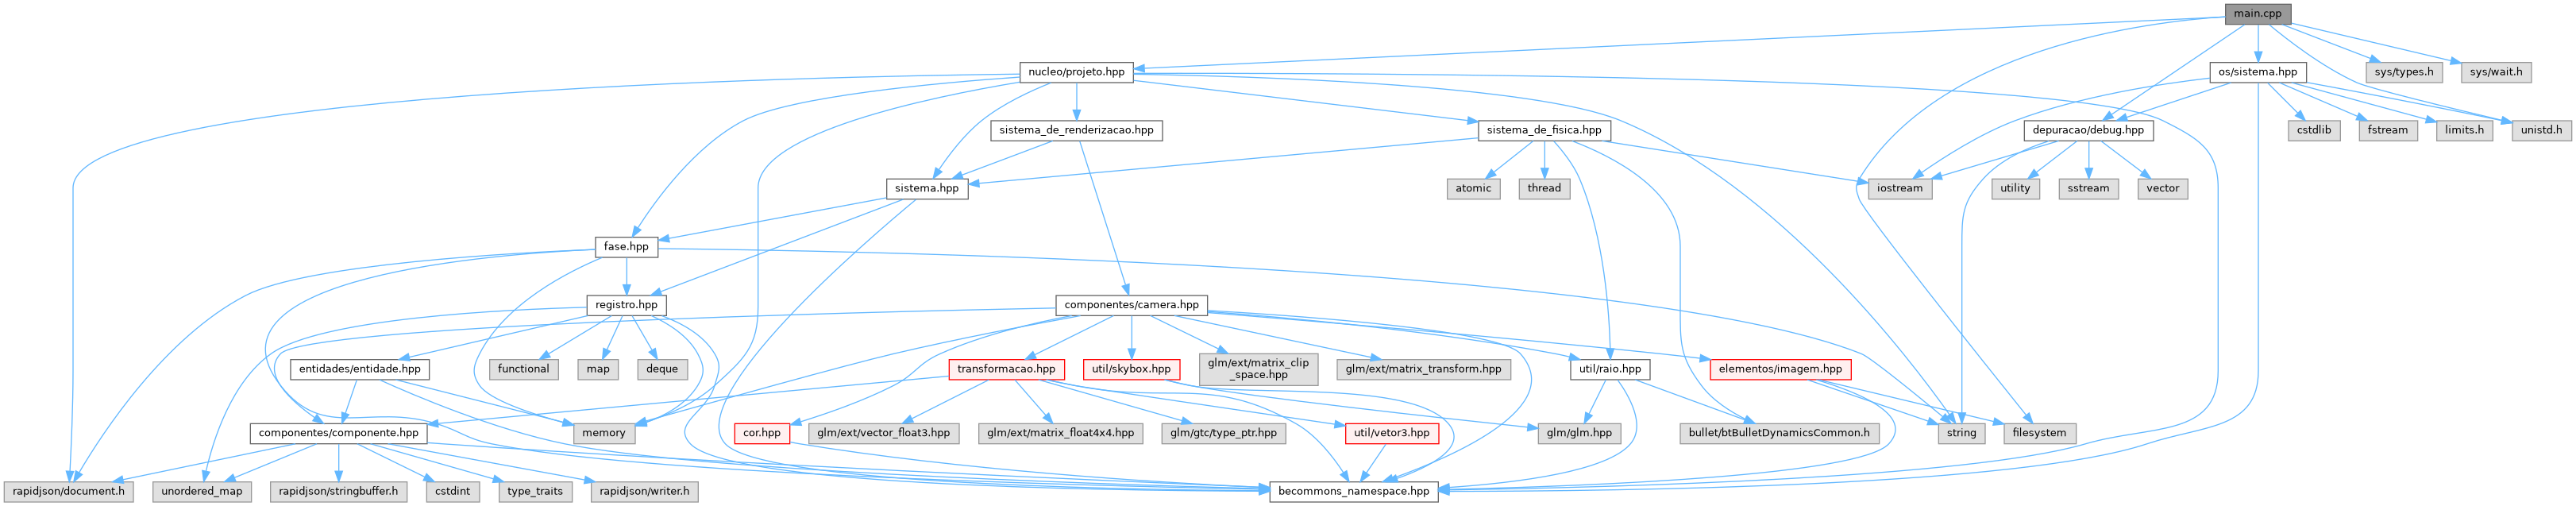 main.cpp
nucleo/projeto.hpp
os/sistema.hpp
sys/types.h
sys/wait.h
sistema_de_renderizacao.hpp
sistema_de_fisica.hpp
depuracao/debug.hpp
cstdlib
fstream
limits.h
unistd.h
sistema.hpp
atomic
thread
iostream
utility
sstream
vector
fase.hpp
registro.hpp
componentes/camera.hpp
entidades/entidade.hpp
functional
map
deque
transformacao.hpp
util/skybox.hpp
glm/ext/matrix_clip
_space.hpp
glm/ext/matrix_transform.hpp
util/raio.hpp
elementos/imagem.hpp
componentes/componente.hpp
memory
cor.hpp
glm/ext/vector_float3.hpp
glm/ext/matrix_float4x4.hpp
glm/gtc/type_ptr.hpp
util/vetor3.hpp
glm/glm.hpp
bullet/btBulletDynamicsCommon.h
string
filesystem
rapidjson/document.h
unordered_map
rapidjson/stringbuffer.h
cstdint
type_traits
rapidjson/writer.h
becommons_namespace.hpp